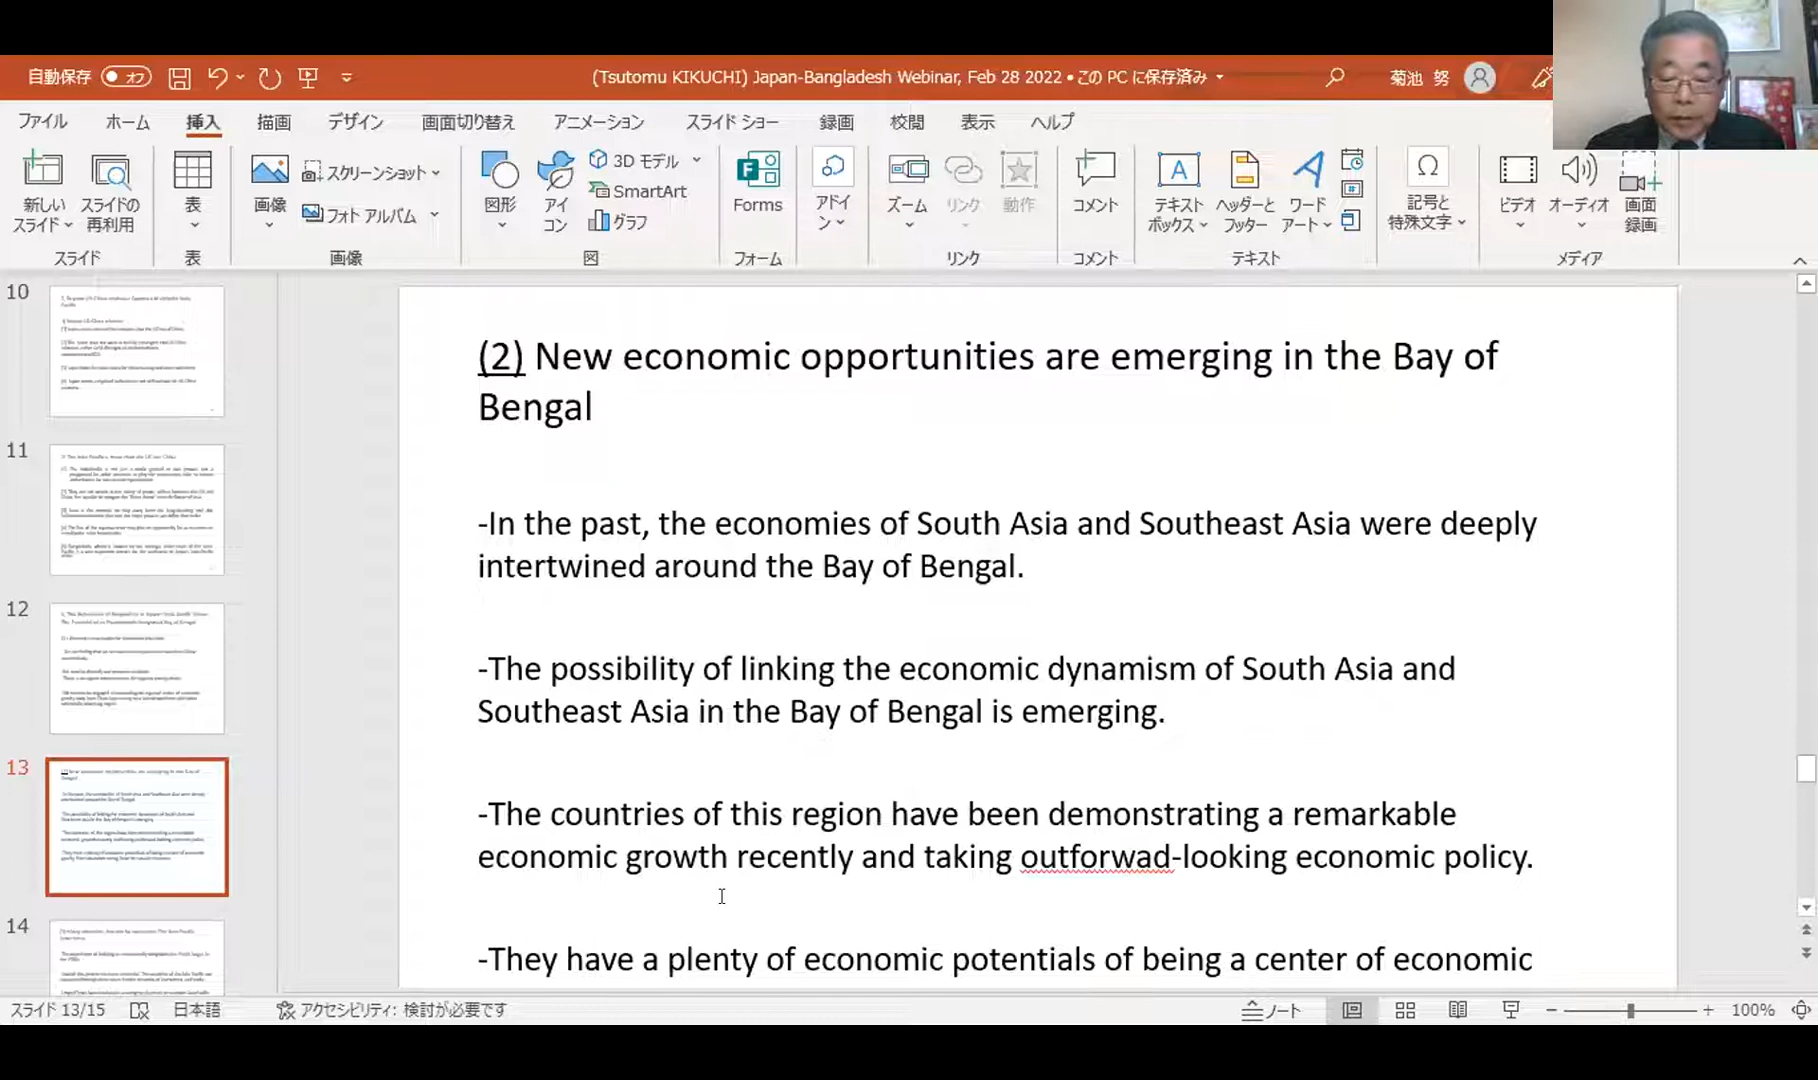 自動保存 オフ
(Tsutomu KIKUCHI) Japan-Bangladesh Webinar, Feb 28 2022 • この PC に保存済み
菊池 努
ファイル ホーム 挿入 描画 デザイン 画面切り替え アニメーション スライド ショー 録画 校閲 表示 ヘルプ
新しい
スライド
スライドの
再利用
表
画像
スクリーンショット
フォト アルバム
図形
アイ
コン
3D モデル
SmartArt
グラフ
Forms
アドイ
ン
ズーム
リンク
動作
コメント
テキスト
ボックス
ヘッダーと
フッター
ワード
アート
記号と
特殊文字
ビデオ
オーディオ
画面
録画
スライド 表 画像 図 フォーム リンク コメント テキスト メディア
10
11
12
13
14
(2) New economic opportunities are emerging in the Bay of
Bengal
-In the past, the economies of South Asia and Southeast Asia were deeply
intertwined around the Bay of Bengal.
-The possibility of linking the economic dynamism of South Asia and
Southeast Asia in the Bay of Bengal is emerging.
-The countries of this region have been demonstrating a remarkable
economic growth recently and taking outforwad-looking economic policy.
-They have a plenty of economic potentials of being a center of economic
スライド 13/15 日本語 アクセシビリティ: 検討が必要です ノート 100%